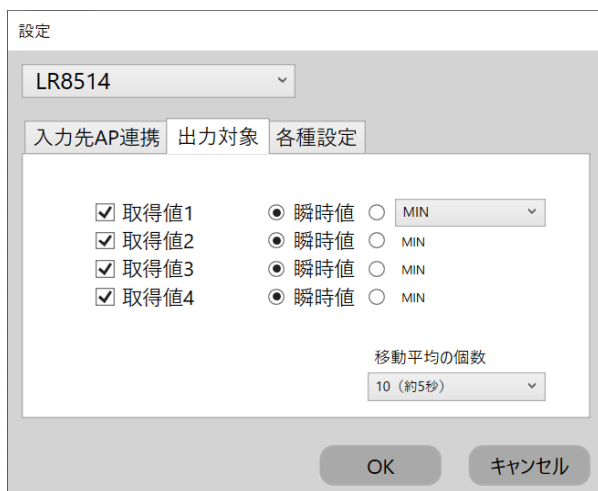 設定
LR8514
入力先AP連携 出力対象 各種設定
取得値1 瞬時値 MIN
取得値2 瞬時値 MIN
取得値3 瞬時値 MIN
取得値4 瞬時値 MIN
移動平均の個数
10（約5秒）
OK キャンセル